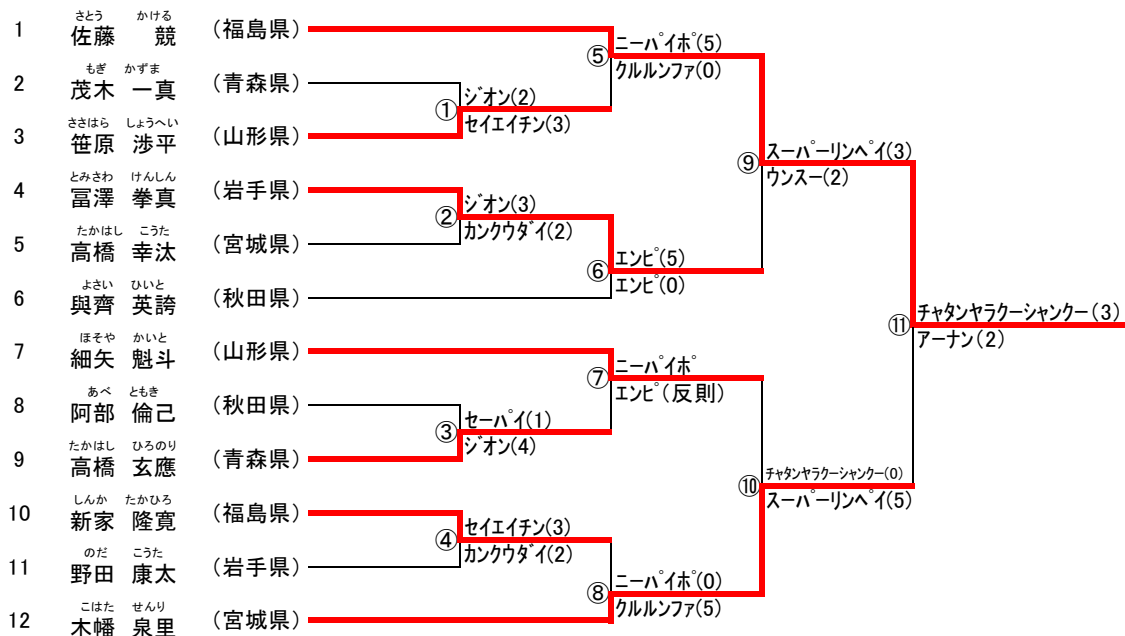 さとう かける
1 佐藤 競 (福島県)
もぎ かずま
2 茂木 一真 (青森県)
ささはら しょうへい
3 笹原 渉平 (山形県)
とみさわ けんしん
4 冨澤 拳真 (岩手県)
たかはし こうた
5 高橋 幸汰 (宮城県)
よさい ひいと
6 與齊 英誇 (秋田県)
ほそや かいと
7 細矢 魁斗 (山形県)
あべ ともき
8 阿部 倫己 (秋田県)
たかはし ひろのり
9 高橋 玄應 (青森県)
しんか たかひろ
10 新家 隆寛 (福島県)
のだ こうた
11 野田 康太 (岩手県)
こはた せんり
12 木幡 泉里 (宮城県)
①
ジオン(2)
セイエイチン(3)
②
ジオン(3)
カンクウダイ(2)
③
セーパイ(1)
ジオン(4)
④
セイエイチン(3)
カンクウダイ(2)
⑤
ニーパイポ(5)
クルルンファ(0)
⑥
エンピ(5)
エンピ(0)
⑦
ニーパイポ
エンピ(反則)
⑧
ニーパイポ(0)
クルルンファ(5)
⑨
スーパーリンペイ(3)
ウンスー(2)
⑩
チャタンヤラクーシャンクー(0)
スーパーリンペイ(5)
⑪
チャタンヤラクーシャンクー(3)
アーナン(2)